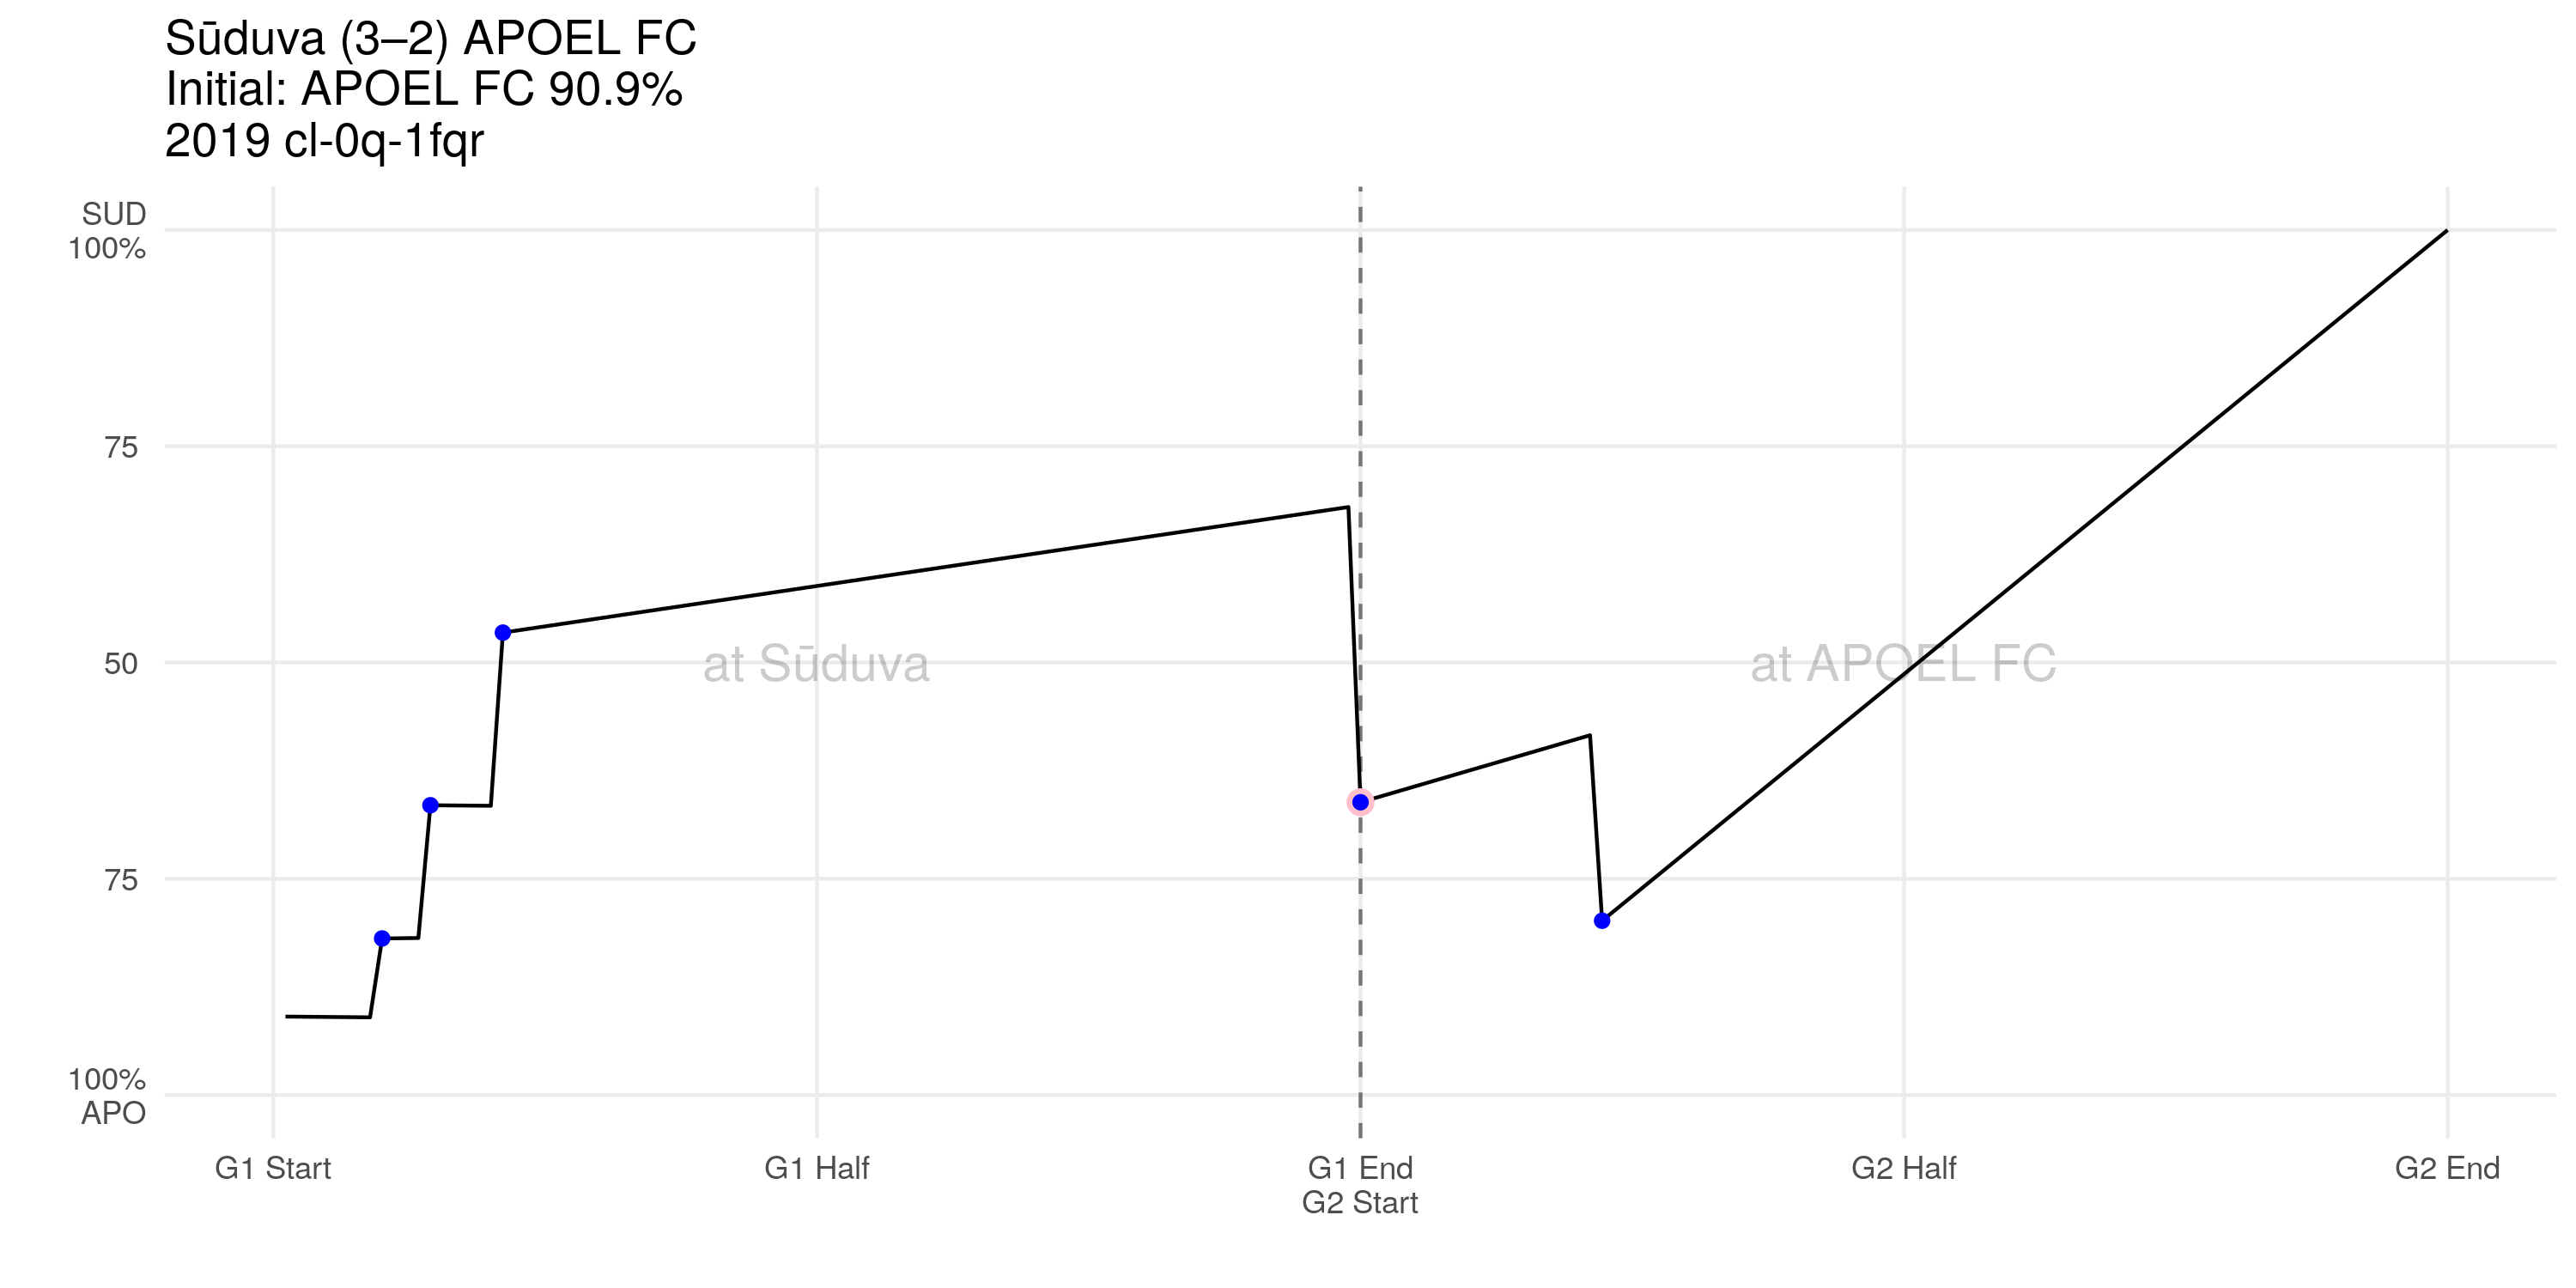 Sūduva (3–2) APOEL FC
Initial: APOEL FC 90.9%
2019 cl-0q-1fqr
SUD
100%
75
50
75
100%
APO
at Sūduva
at APOEL FC
G1 Start
G1 Half
G1 End
G2 Start
G2 Half
G2 End